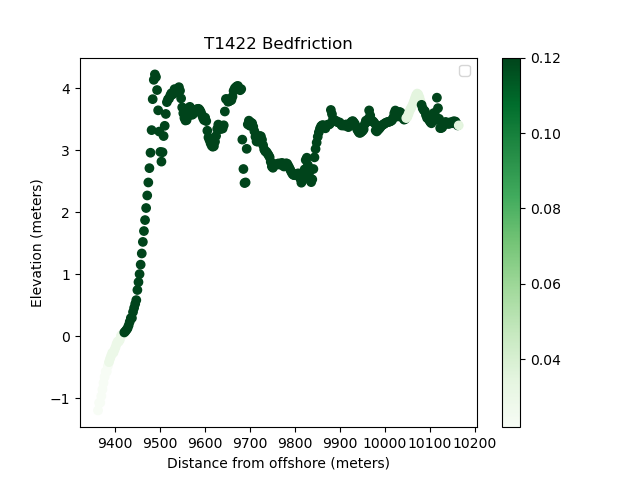 T1422 Bedfriction
Elevation (meters)
4
3
2
1
0
−1
9400 9500 9600 9700 9800 9900 10000 10100 10200
Distance from offshore (meters)
0.12
0.10
0.08
0.06
0.04